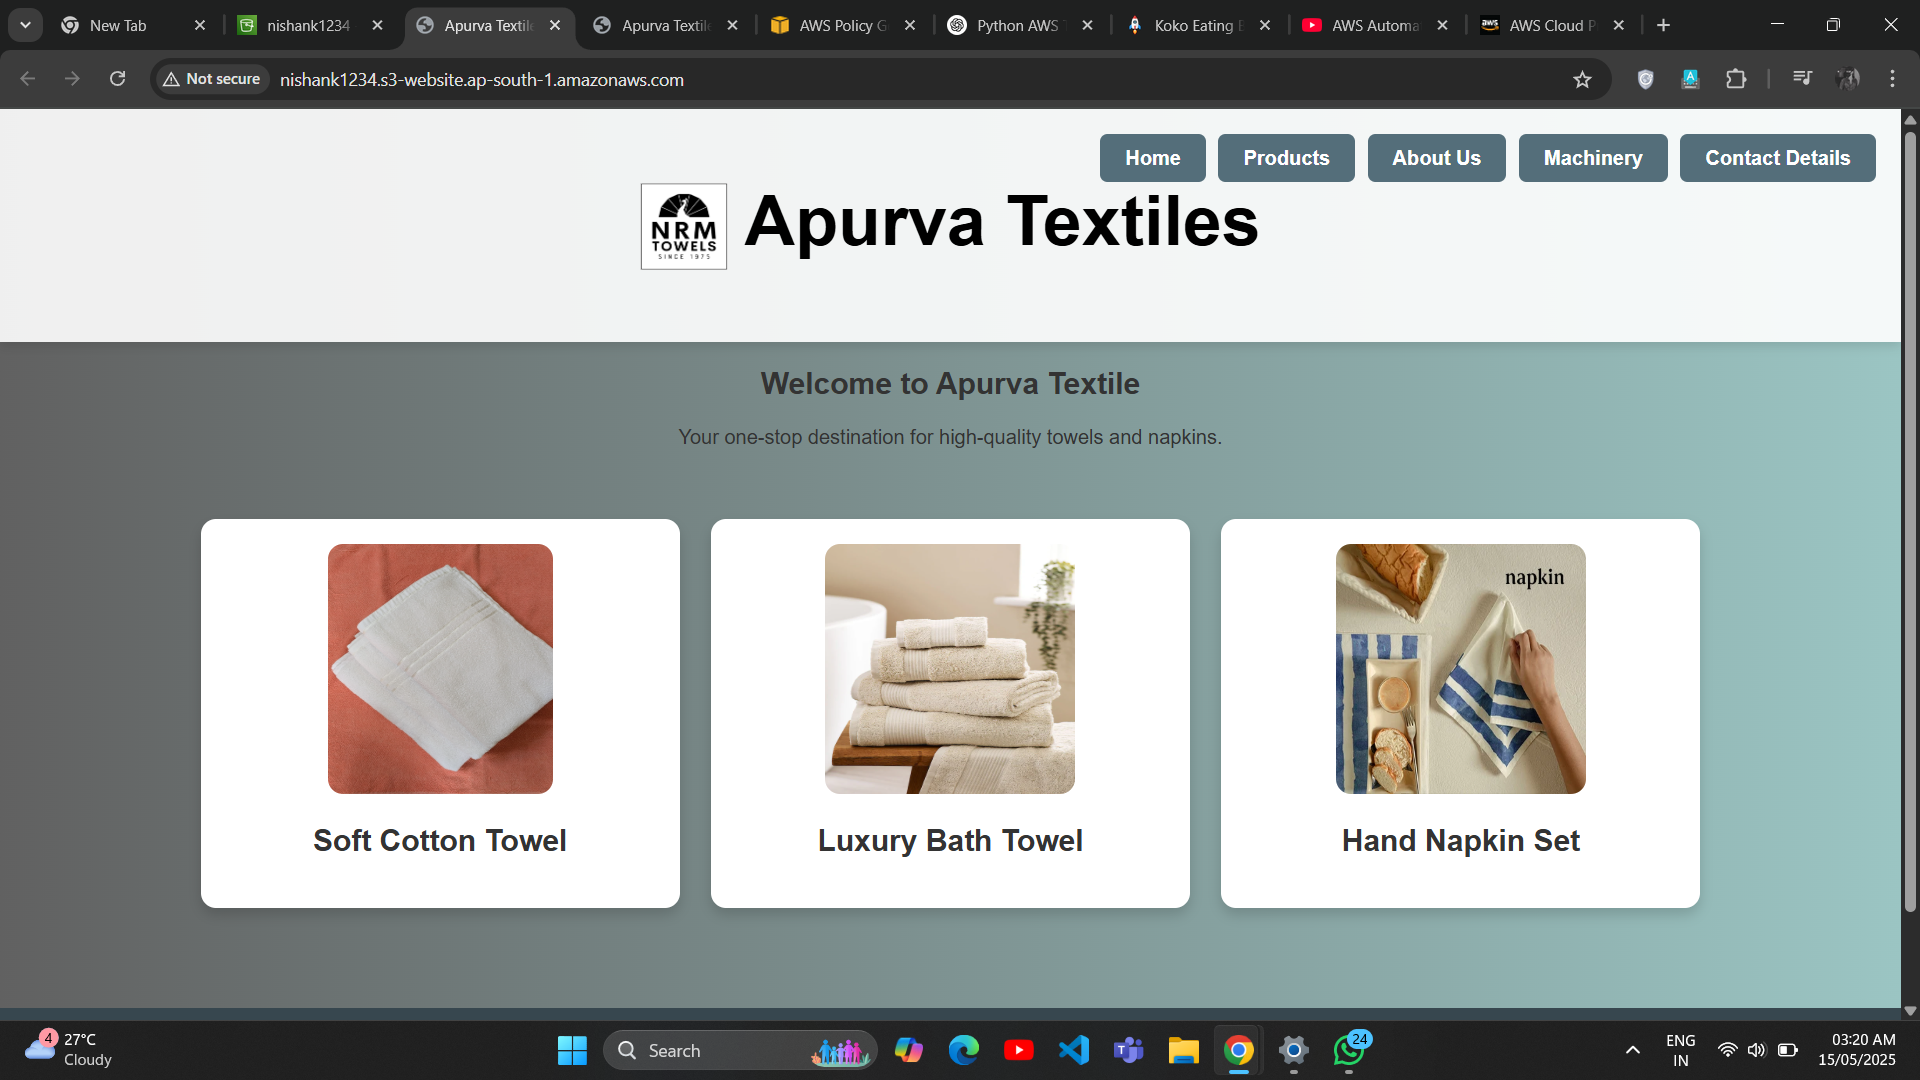 New Tab
nishank1234
Apurva Textile
Apurva Textile
AWS Policy G
Python AWS T
Koko Eating E
AWS Automa
AWS Cloud P
Not secure
nishank1234.s3-website.ap-south-1.amazonaws.com
Home
Products
About Us
Machinery
Contact Details
NRM
TOWELS
SINCE 1975
Apurva Textiles
Welcome to Apurva Textile
Your one-stop destination for high-quality towels and napkins.
napkin
Soft Cotton Towel
Luxury Bath Towel
Hand Napkin Set
4
27°C
Cloudy
Search
24
ENG
IN
03:20 AM
15/05/2025